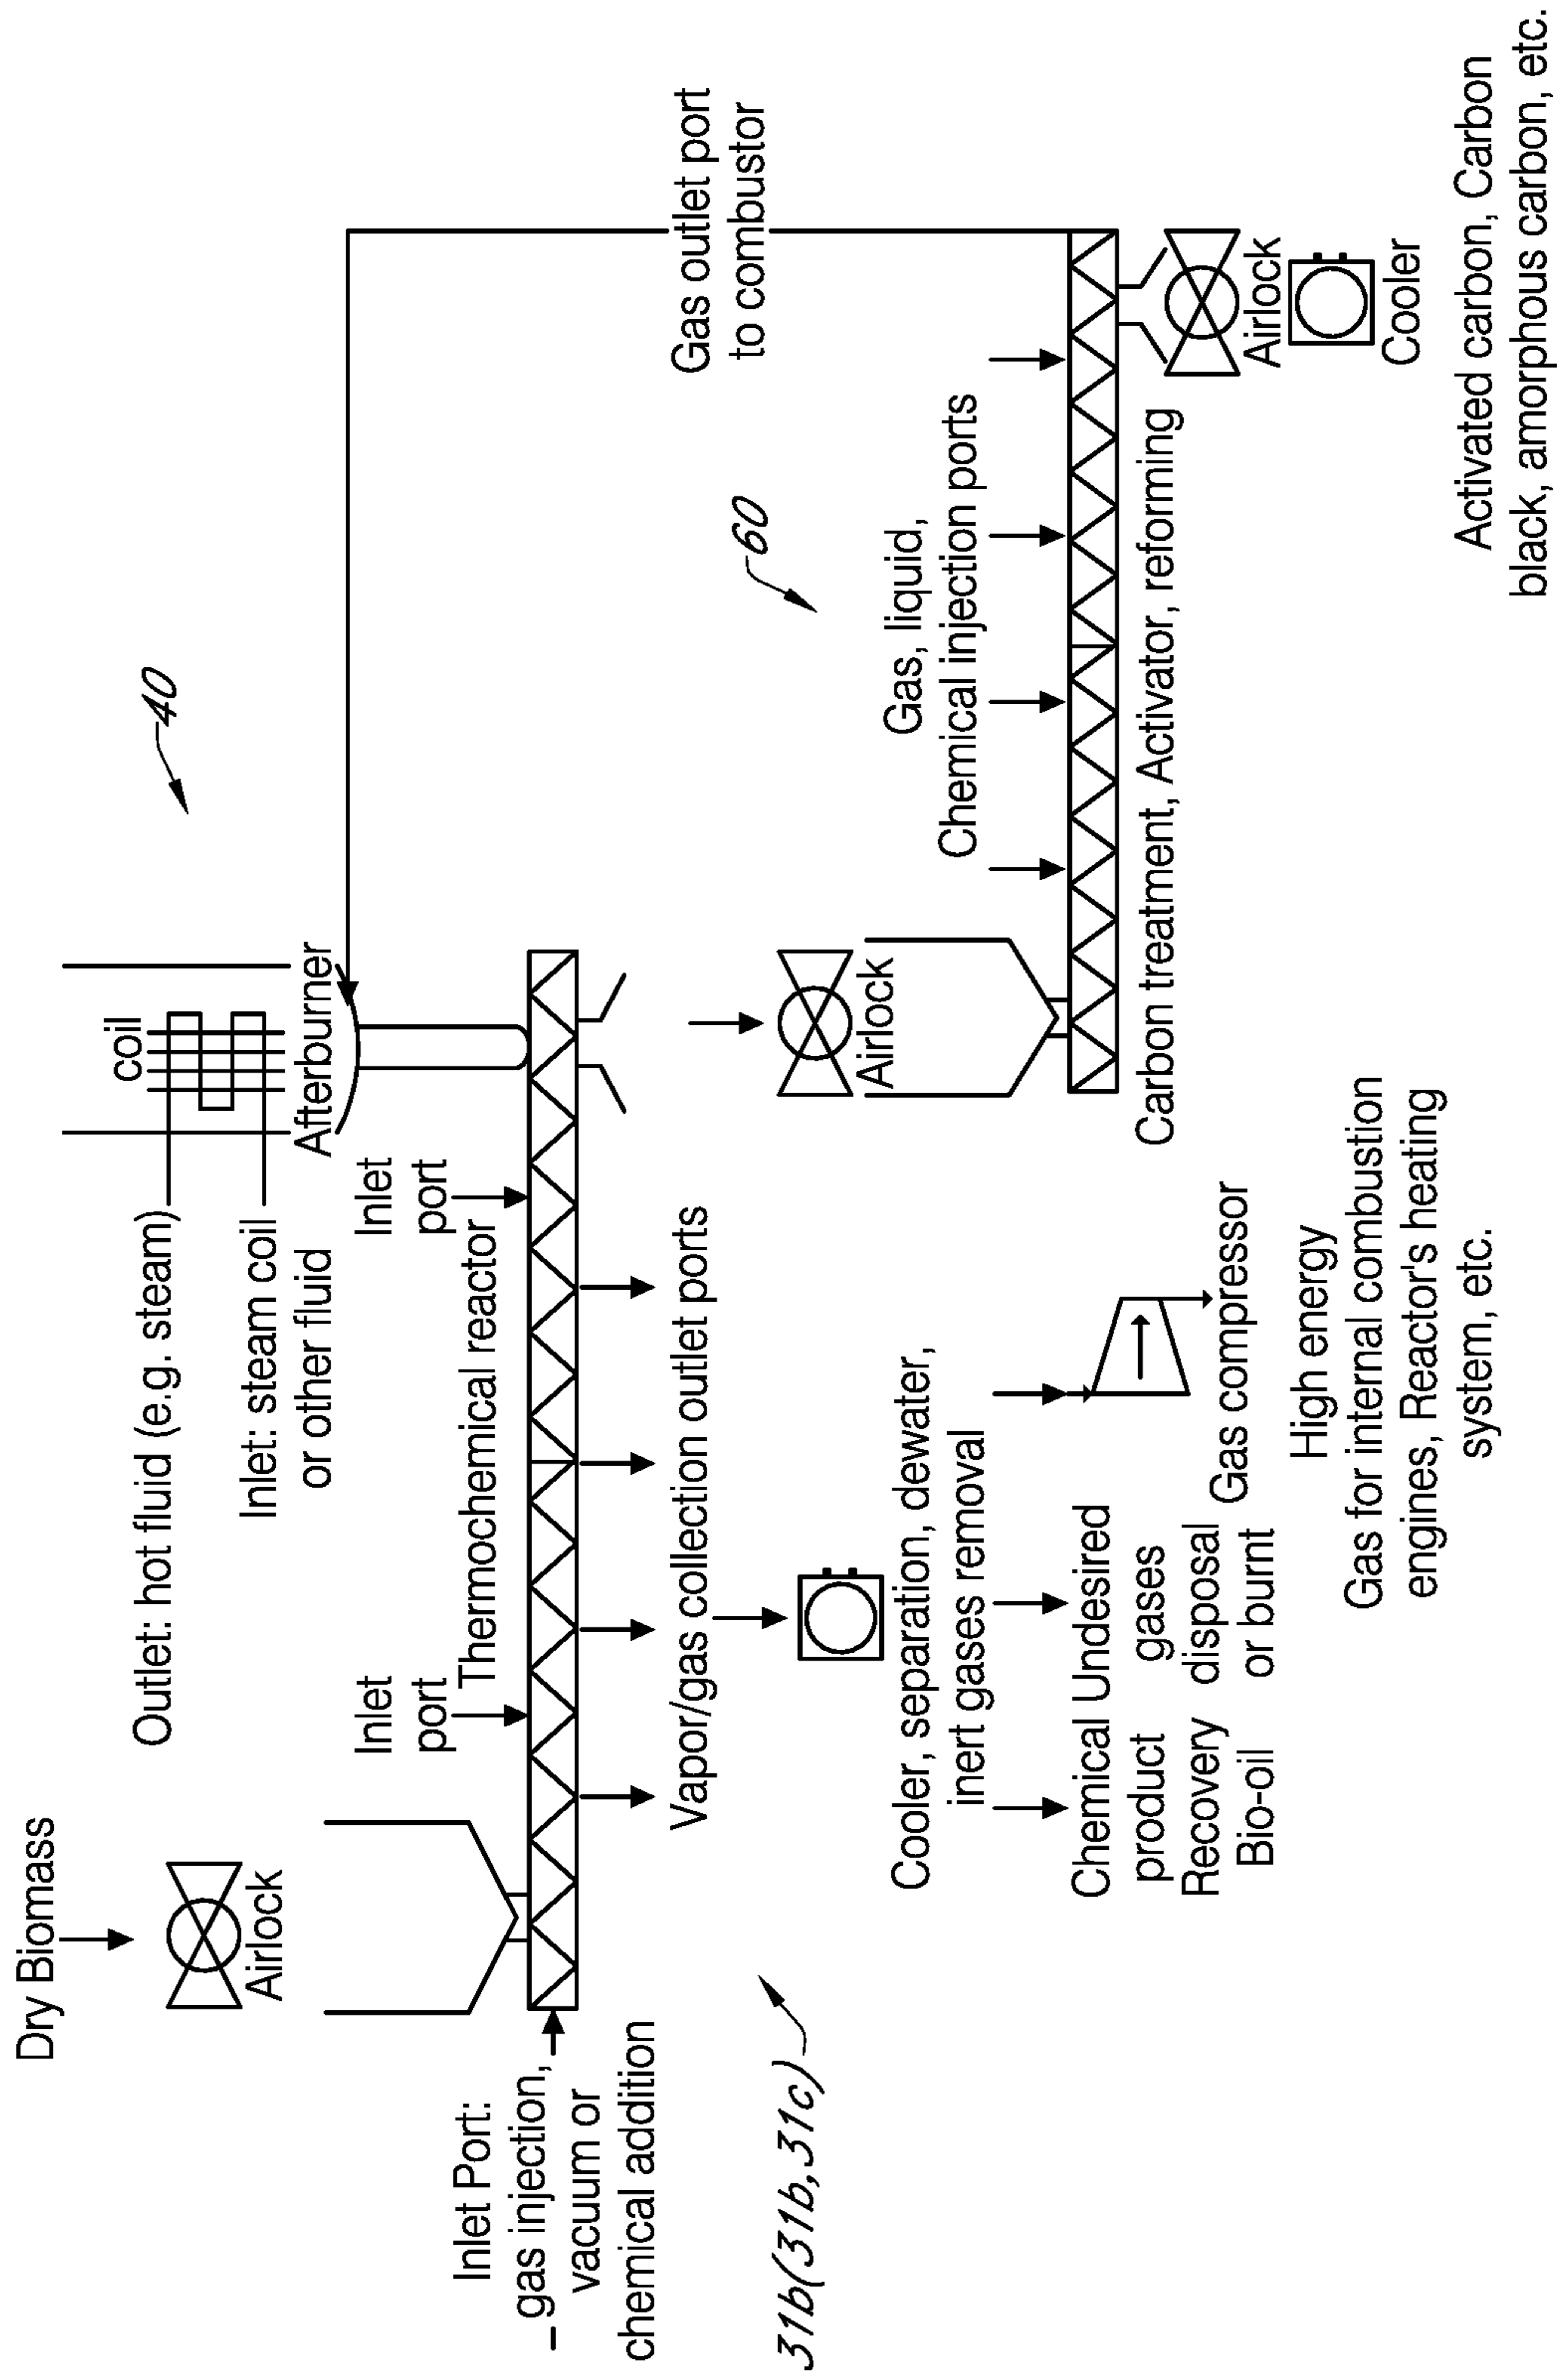 Dry Biomass
Airlock
Outlet: hot fluid (e.g. steam)
Inlet: steam coil
or other fluid
coil
Afterburner
40
Inlet Port:
gas injection,
vacuum or
chemical addition
Inlet
port
Thermochemical reactor
Inlet
port
Gas outlet port
to combustor
Vapor/gas collection outlet ports
31b(31b,31c)
60
Airlock
Gas, liquid,
Chemical injection ports
Cooler, separation, dewater,
inert gases removal
Carbon treatment, Activator, reforming
Airlock
Cooler
Chemical
product
Recovery
Bio-oil
Undesired
gases
disposal
or burnt
Gas compressor
High energy
Gas for internal combustion
engines, Reactor's heating
system, etc.
Activated carbon, Carbon
black, amorphous carbon, etc.